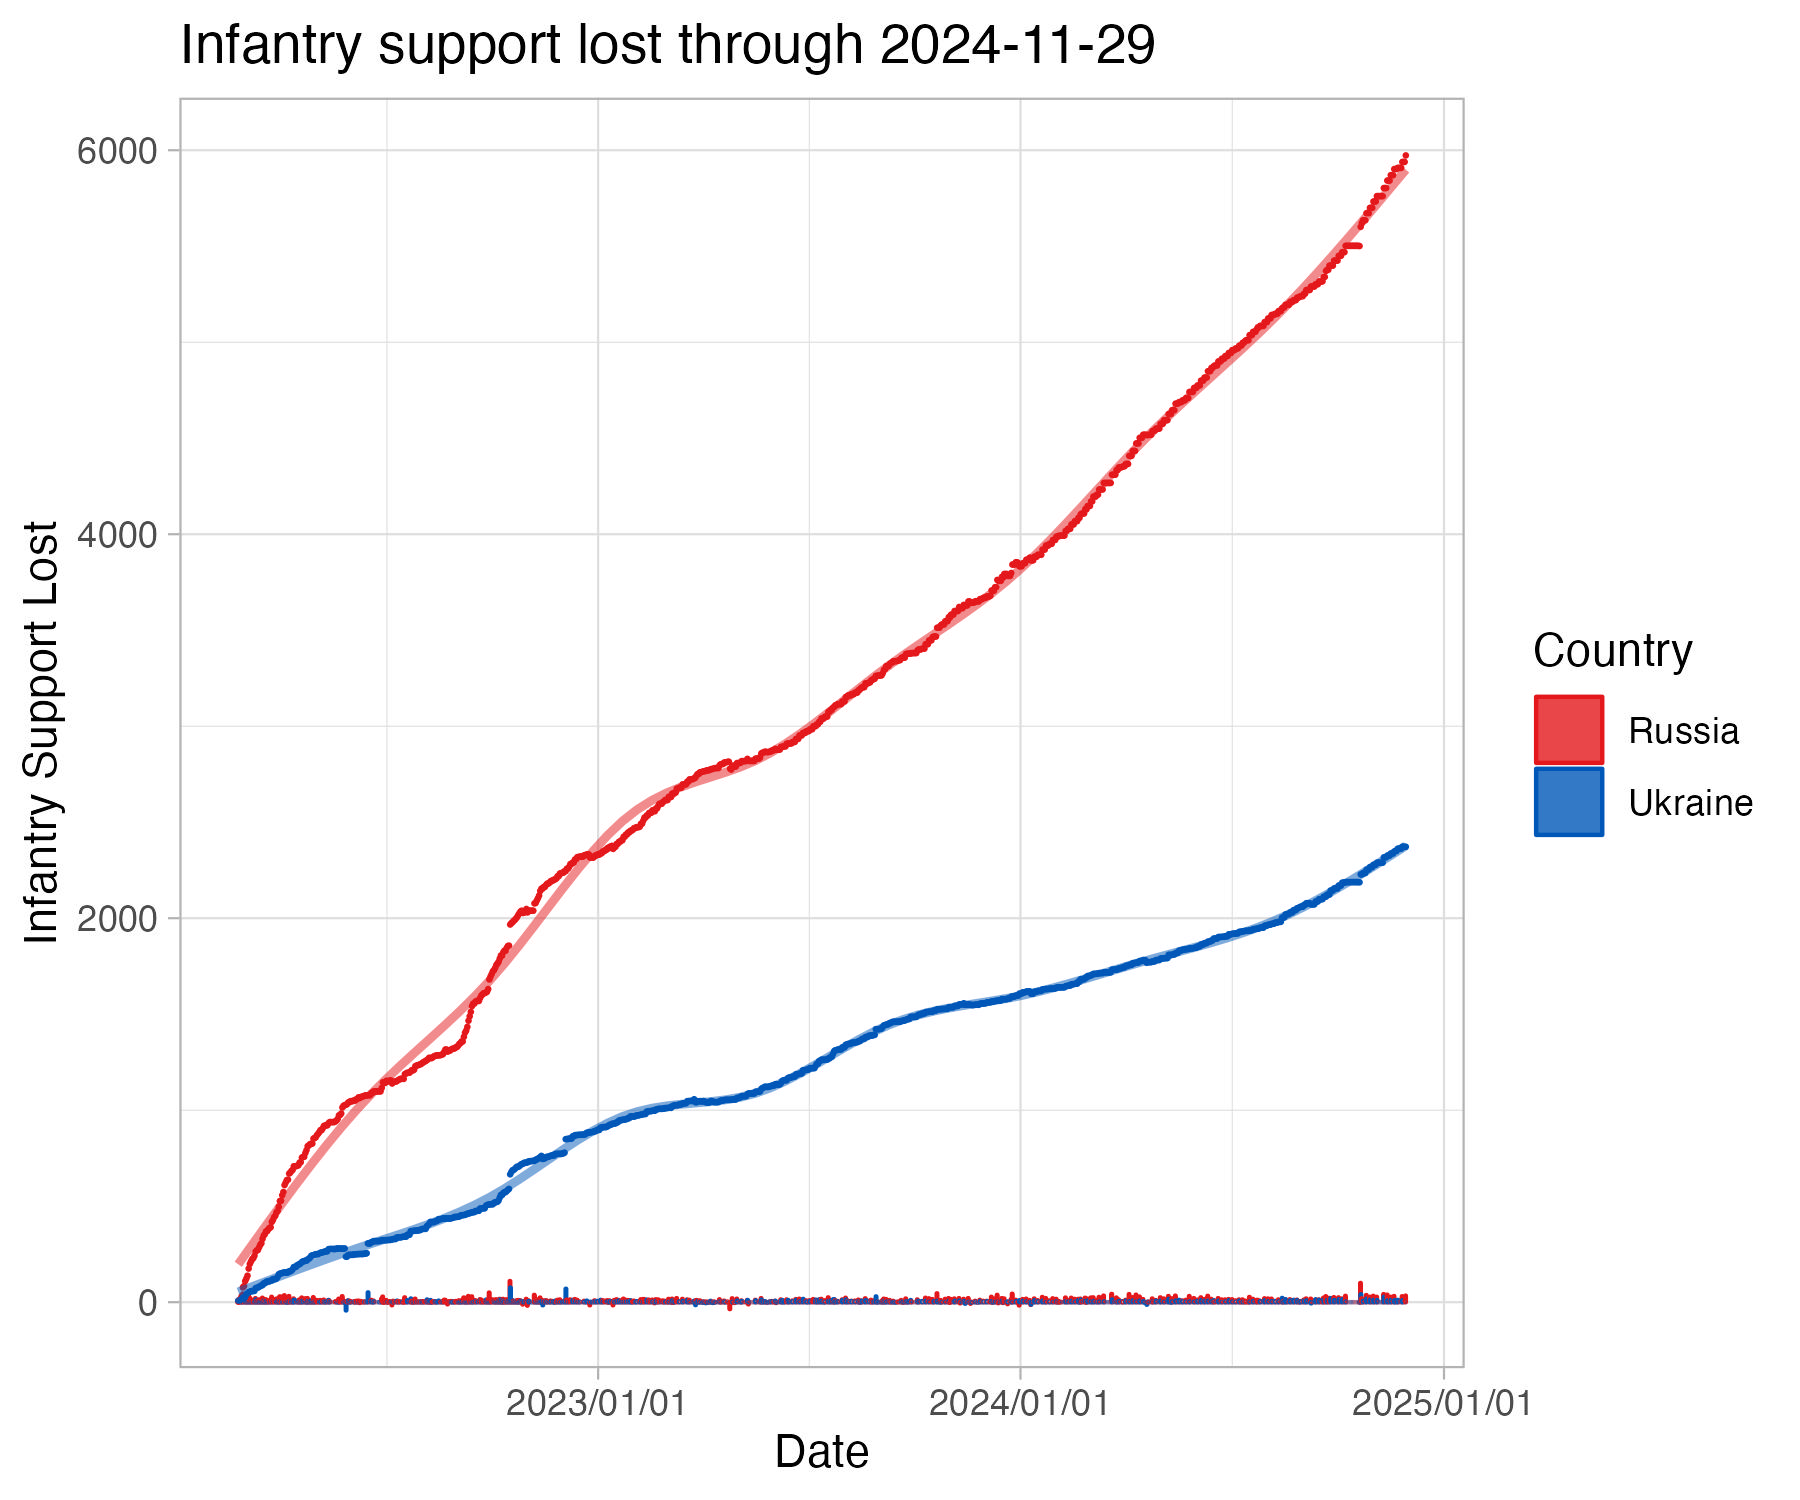 Infantry support lost through 2024-11-29
6000
4000
2000
0
Infantry Support Lost
2023/01/01
2024/01/01
2025/01/01
Date
Country
Russia
Ukraine